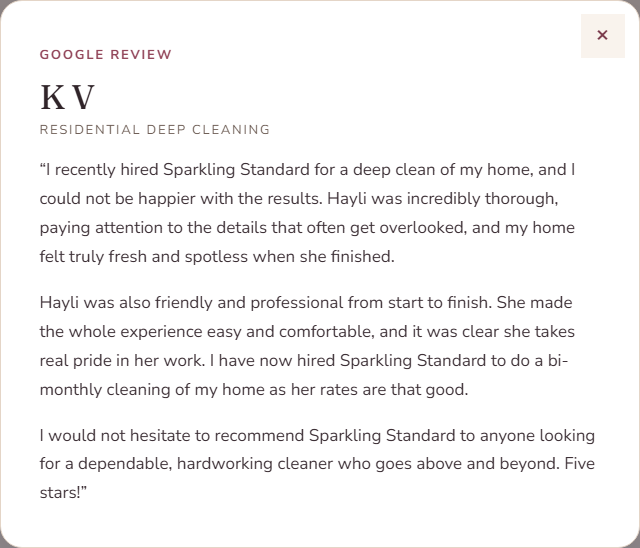 GOOGLE REVIEW
×
K V
RESIDENTIAL DEEP CLEANING
“I recently hired Sparkling Standard for a deep clean of my home, and I
could not be happier with the results. Hayli was incredibly thorough,
paying attention to the details that often get overlooked, and my home
felt truly fresh and spotless when she finished.
Hayli was also friendly and professional from start to finish. She made
the whole experience easy and comfortable, and it was clear she takes
real pride in her work. I have now hired Sparkling Standard to do a bi-
monthly cleaning of my home as her rates are that good.
I would not hesitate to recommend Sparkling Standard to anyone looking
for a dependable, hardworking cleaner who goes above and beyond. Five
stars!”